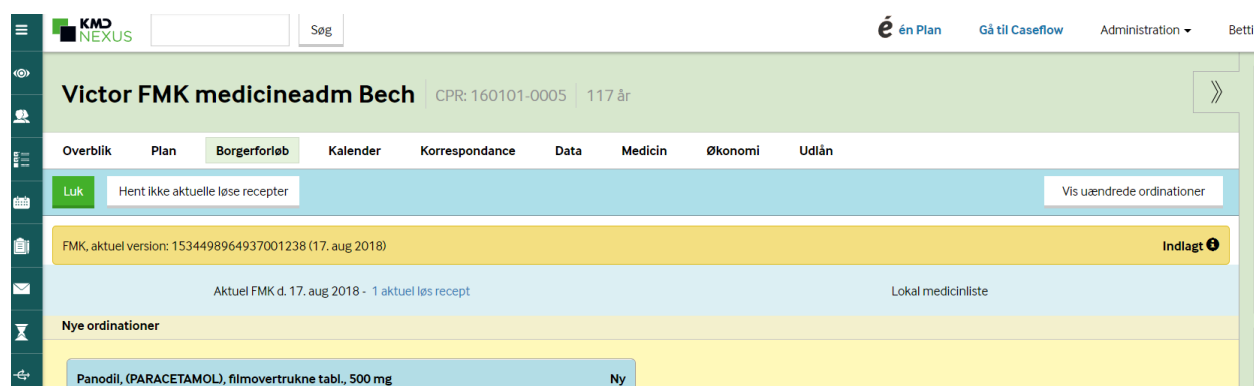 KMD NEXUS Søg é én Plan Gå til Caseflow Administration Betti
Victor FMK medicineadm Bech CPR: 160101-0005 117 år
Overblik Plan Borgerforløb Kalender Korrespondance Data Medicin Økonomi Udlån
Luk Hent ikke aktuelle løse recepter Vis uændrede ordinationer
FMK, aktuel version: 1534498964937001238 (17. aug 2018) Indlagt
Aktuel FMK d. 17. aug 2018 - 1 aktuel løs recept Lokal medicinliste
Nye ordinationer
Panodil, (PARACETAMOL), filmovertrukne tabl., 500 mg Ny